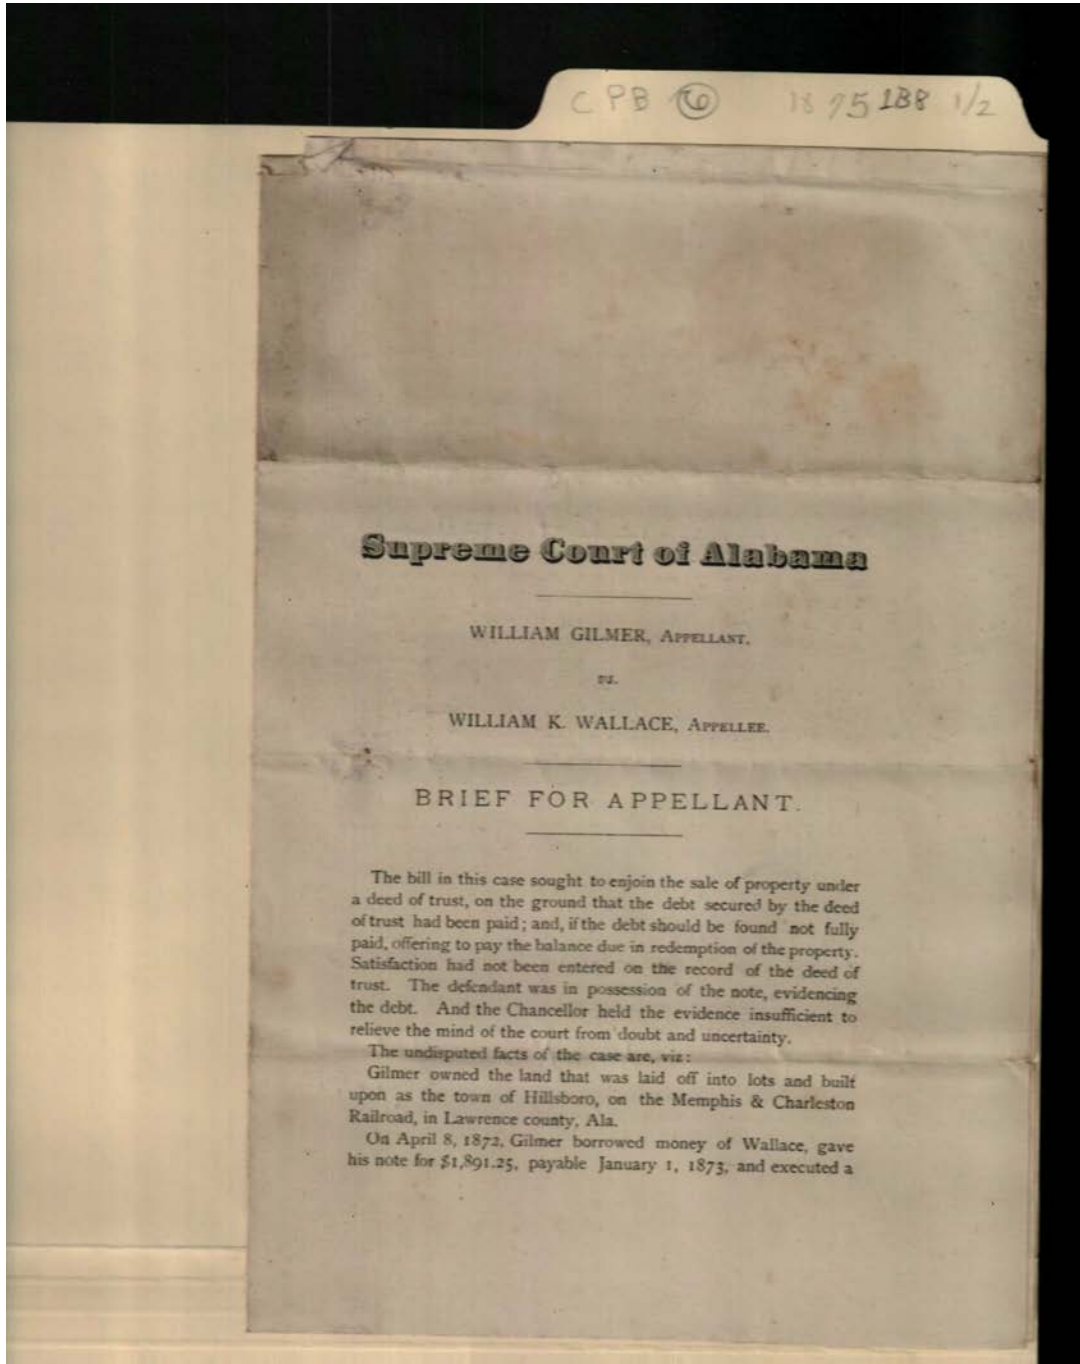 C P B 6 1875 188 1/2
Supreme Court of Alabama
WILLIAM GILMER, APPELLANT,
vs.
WILLIAM K. WALLACE, APPELLEE.
BRIEF FOR APPELLANT.
The bill in this case sought to enjoin the sale of property under
a deed of trust, on the ground that the debt secured by the deed
of trust had been paid; and, if the debt should be found not fully
paid, offering to pay the balance due in redemption of the property.
Satisfaction had not been entered on the record of the deed of
trust. The defendant was in possession of the note, evidencing
the debt. And the Chancellor held the evidence insufficient to
relieve the mind of the court from doubt and uncertainty.
The undisputed facts of the case are, viz:
Gilmer owned the land that was laid off into lots and built
upon as the town of Hillsboro, on the Memphis & Charleston
Railroad, in Lawrence county, Ala.
On April 8, 1872, Gilmer borrowed money of Wallace, gave
his note for $1,891.25, payable January 1, 1873, and executed a